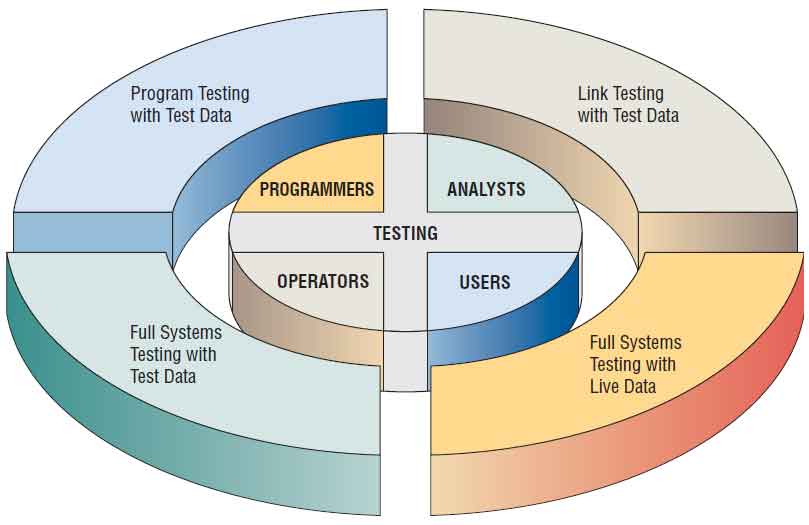 Program Testing
with Test Data
Link Testing
with Test Data
PROGRAMMERS
ANALYSTS
TESTING
OPERATORS
USERS
Full Systems
Testing with
Test Data
Full Systems
Testing with
Live Data